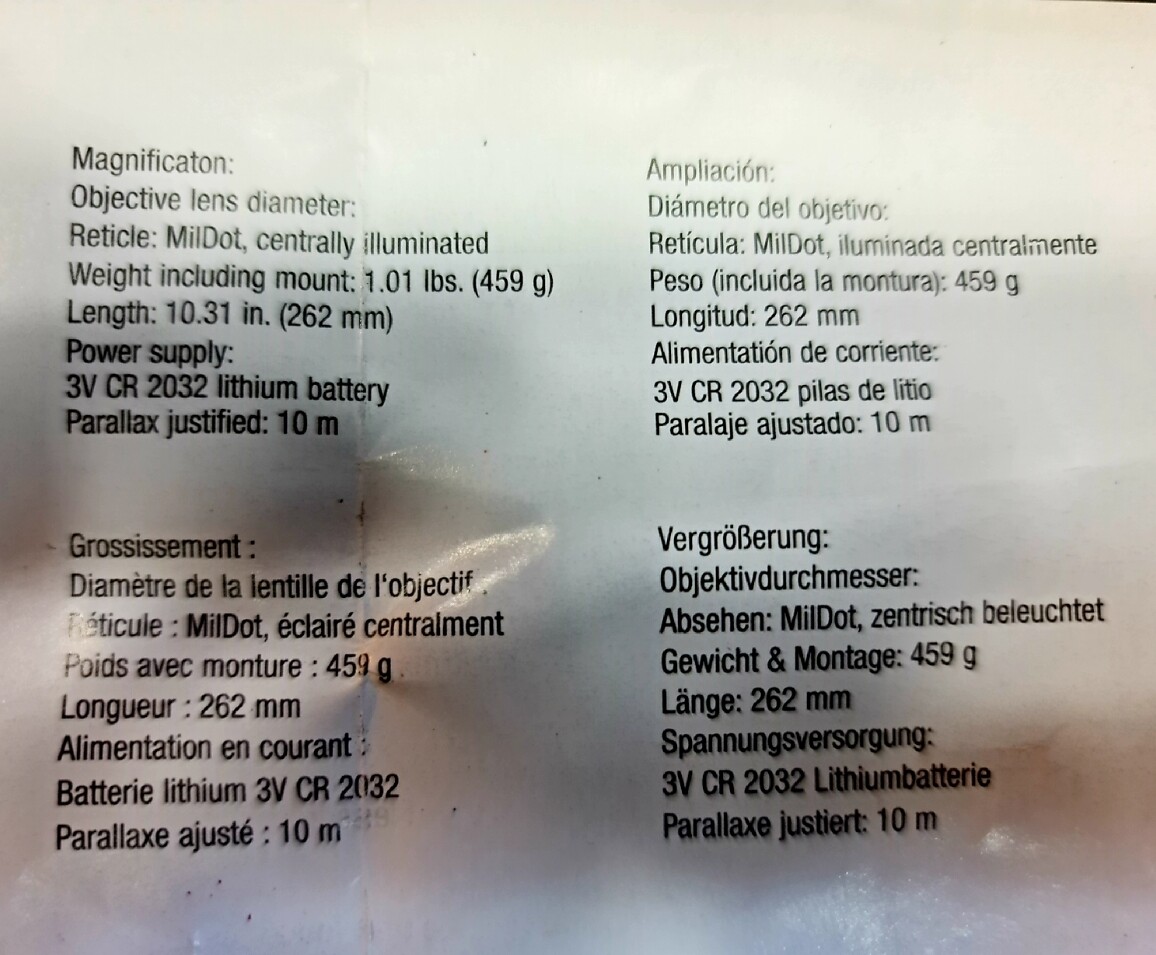 Magnificaton:
Objective lens diameter:
Reticle: MilDot, centrally illuminated
Weight including mount: 1.01 lbs. (459 g)
Length: 10.31 in. (262 mm)
Power supply:
3V CR 2032 lithium battery
Parallax justified: 10 m
Ampliación:
Diámetro del objetivo:
Retícula: MilDot, iluminada centralmente
Peso (incluida la montura): 459 g
Longitud: 262 mm
Alimentatión de corriente:
3V CR 2032 pilas de litio
Paralaje ajustado: 10 m
Grossissement :
Diamètre de la lentille de l'objectif :
Réticule : MilDot, éclairé centralment
Poids avec monture : 459 g
Longueur : 262 mm
Alimentation en courant :
Batterie lithium 3V CR 2032
Parallaxe ajusté : 10 m
Vergrößerung:
Objektivdurchmesser:
Absehen: MilDot, zentrisch beleuchtet
Gewicht & Montage: 459 g
Länge: 262 mm
Spannungsversorgung:
3V CR 2032 Lithiumbatterie
Parallaxe justiert: 10 m